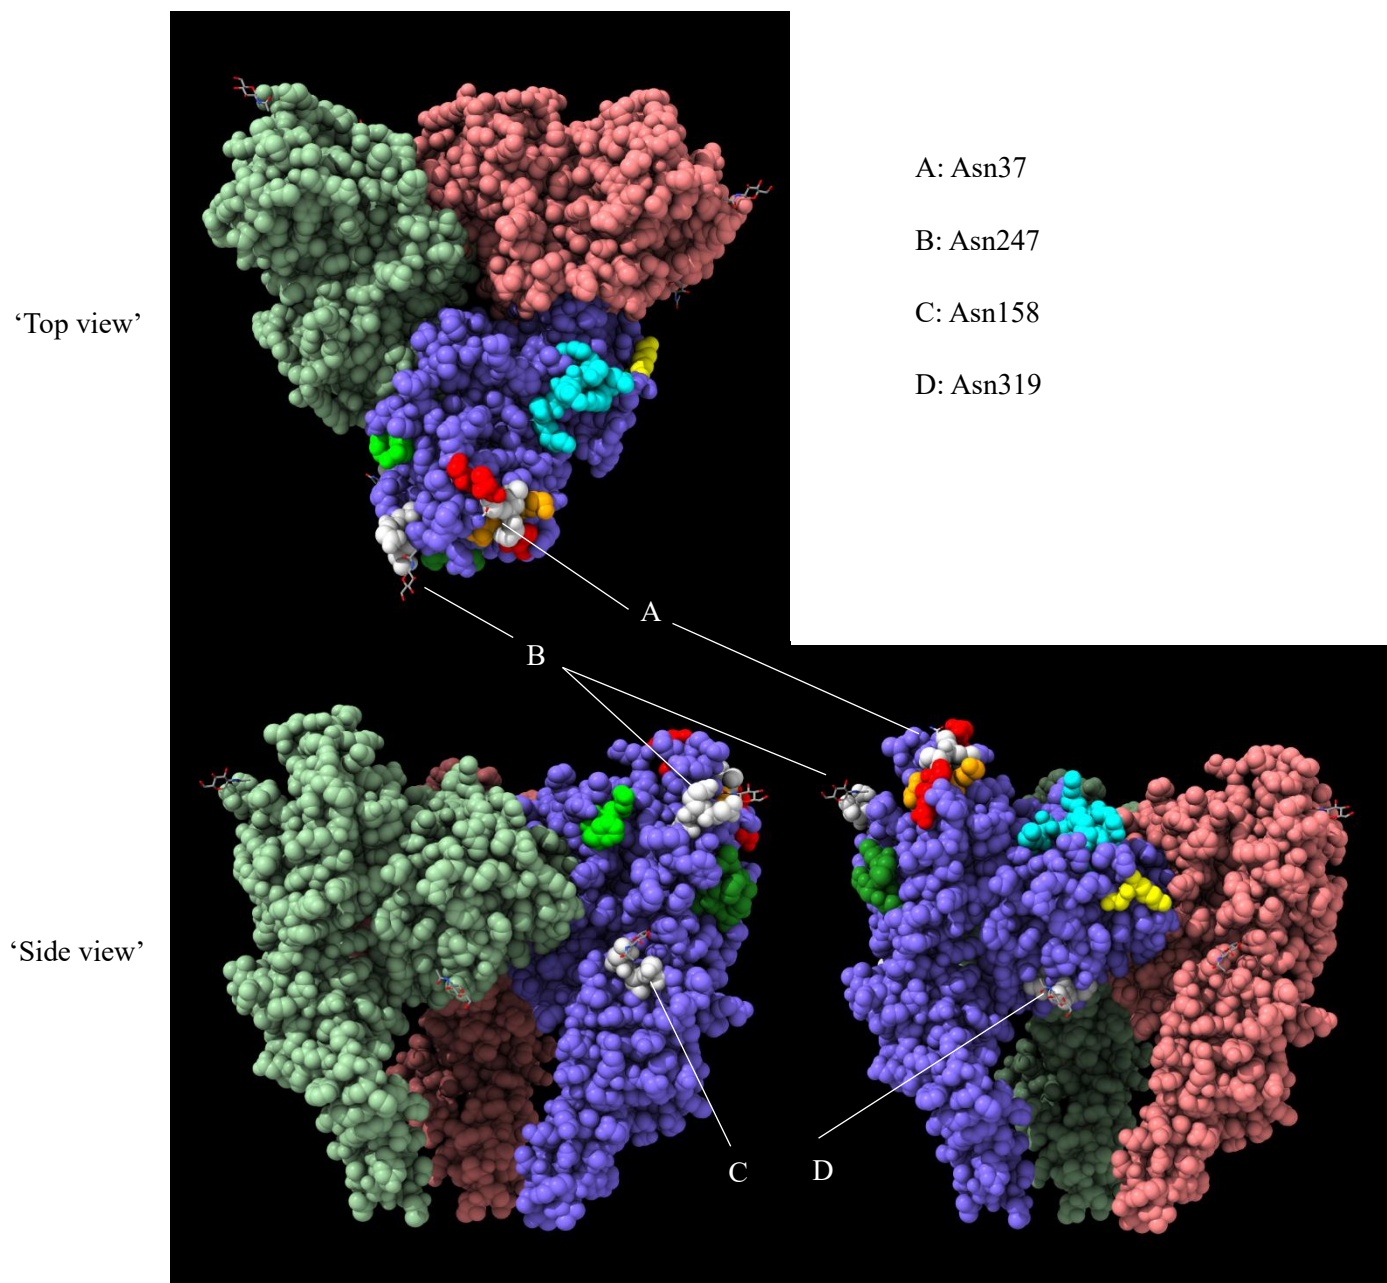 A: Asn37
B: Asn247
C: Asn158
D: Asn319
‘Top view’
A
B
‘Side view’
C
D